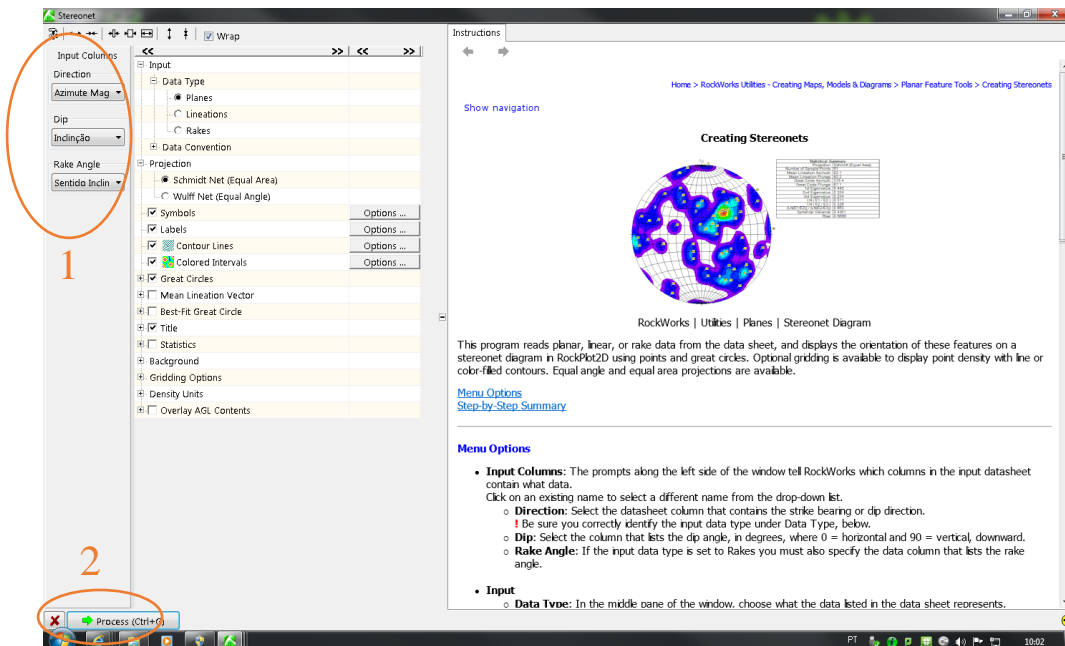 Stereonet
Wrap
Instructions
Input Columns
Direction
Azimute Mag
Dip
Inclinção
Rake Angle
Sentido Inclin
1
<< >> << >>
Input
Data Type
Planes
Lineations
Rakes
Data Convention
Projection
Schmidt Net (Equal Area)
Wulff Net (Equal Angle)
Symbols Options ...
Labels Options ...
Contour Lines Options ...
Colored Intervals Options ...
Great Circles
Mean Lineation Vector
Best-Fit Great Circle
Title
Statistics
Background
Gridding Options
Density Units
Overlay AGL Contents
2
Process (Ctrl+
Home > RockWorks Utilities - Creating Maps, Models & Diagrams > Planar Feature Tools > Creating Stereonets
Show navigation
Creating Stereonets
Statistical Summary
RockWorks | Utilities | Planes | Stereonet Diagram
This program reads planar, linear, or rake data from the data sheet, and displays the orientation of these features on a
stereonet diagram in RockPlot2D using points and great circles. Optional gridding is available to display point density with line or
color-filled contours. Equal angle and equal area projections are available.
Menu Options
Step-by-Step Summary
Menu Options
• Input Columns: The prompts along the left side of the window tell RockWorks which columns in the input datasheet
contain what data.
Click on an existing name to select a different name from the drop-down list.
o Direction: Select the datasheet column that contains the strike bearing or dip direction.
! Be sure you correctly identify the input data type under Data Type, below.
o Dip: Select the column that lists the dip angle, in degrees, where 0 = horizontal and 90 = vertical, downward.
o Rake Angle: If the input data type is set to Rakes you must also specify the data column that lists the rake
angle.
• Input
o Data Type: In the middle pane of the window, choose what the data listed in the data sheet represents.
PT 10:02